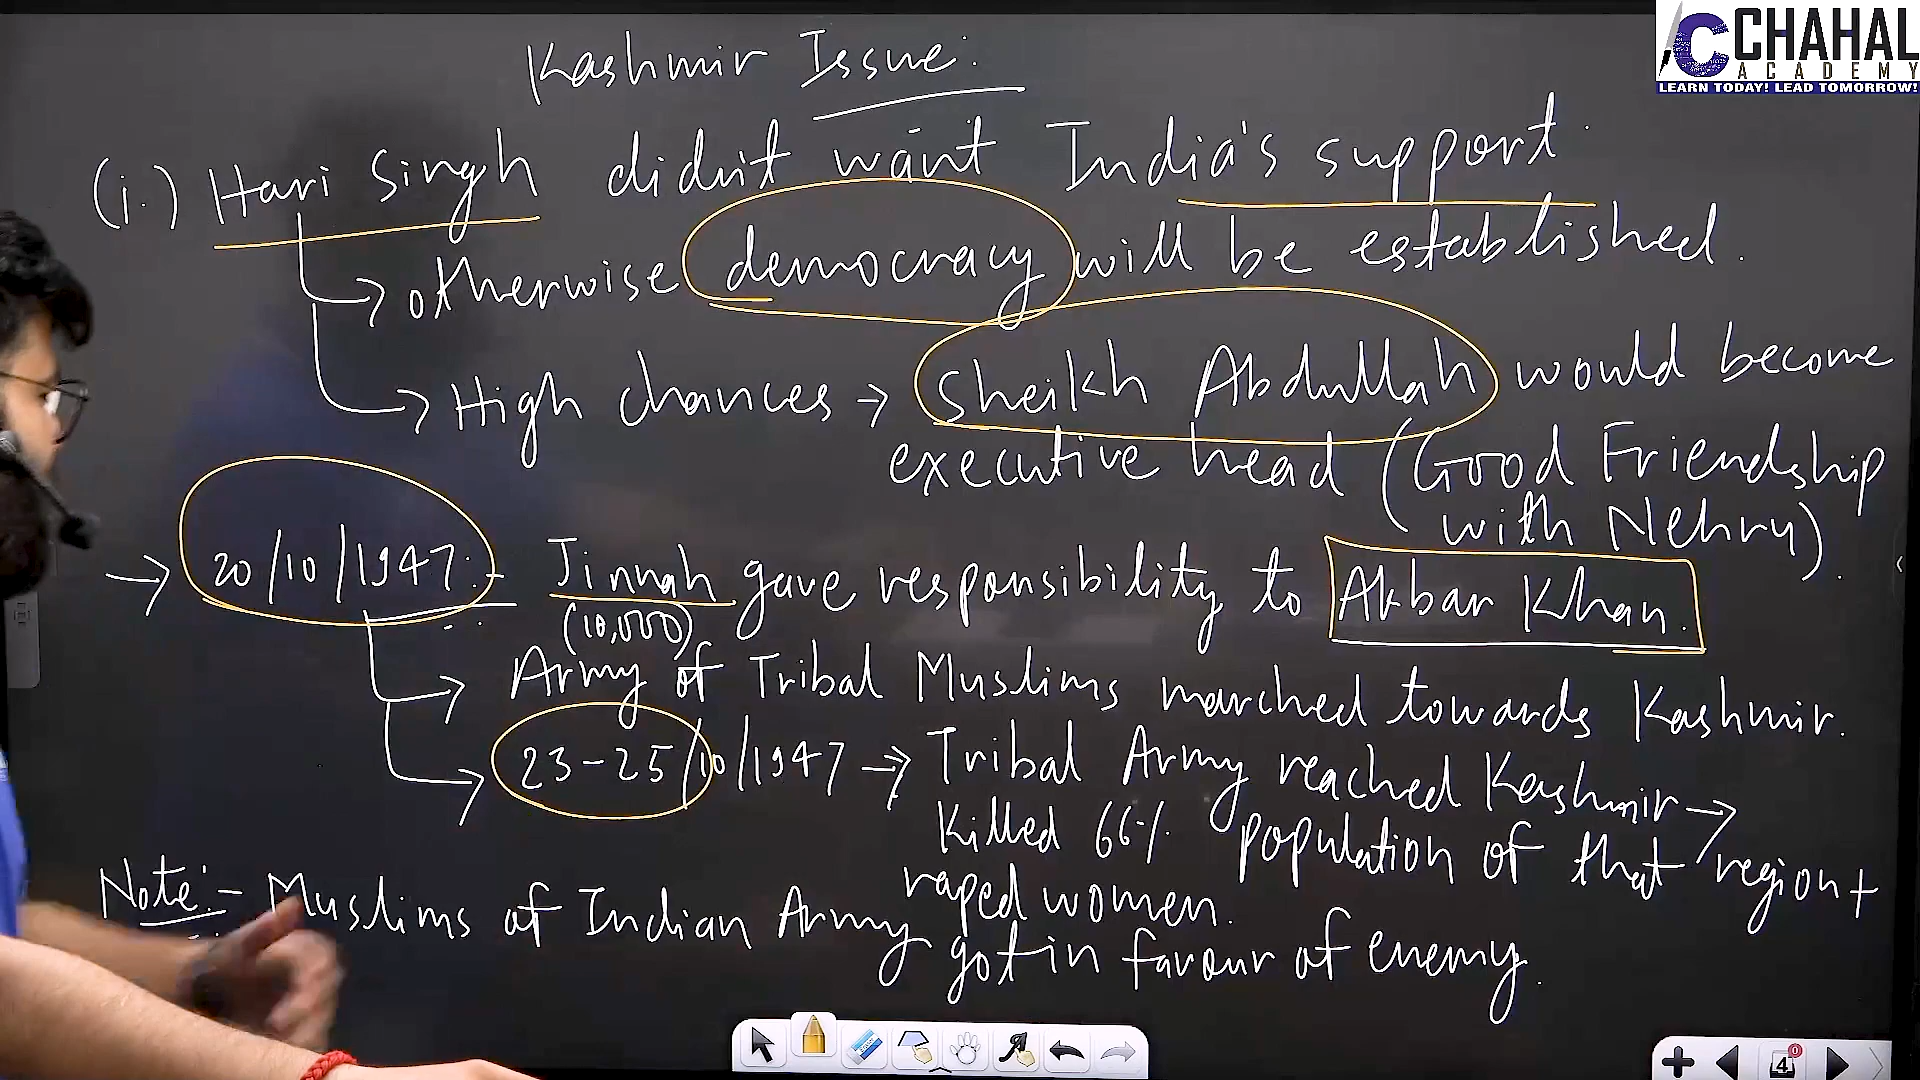 CHAHAL
ACADEMY
LEARN TODAY! LEAD TOMORROW!
Kashmir Issue:
(i.) Hari Singh didn't want India's support.
→ otherwise democracy will be established.
→ High chances → Sheikh Abdullah would become
executive head (Good Friendship
with Nehru).
→ 20/10/1947:- Jinnah gave responsibility to Akbar Khan.
(10,000)
→ Army of Tribal Muslims marched towards Kashmir.
→ 23-25/10/1947 → Tribal Army reached Kashmir →
Killed 66% population of that region +
raped women.
Note:- Muslims of Indian Army got in favour of enemy.
4
0